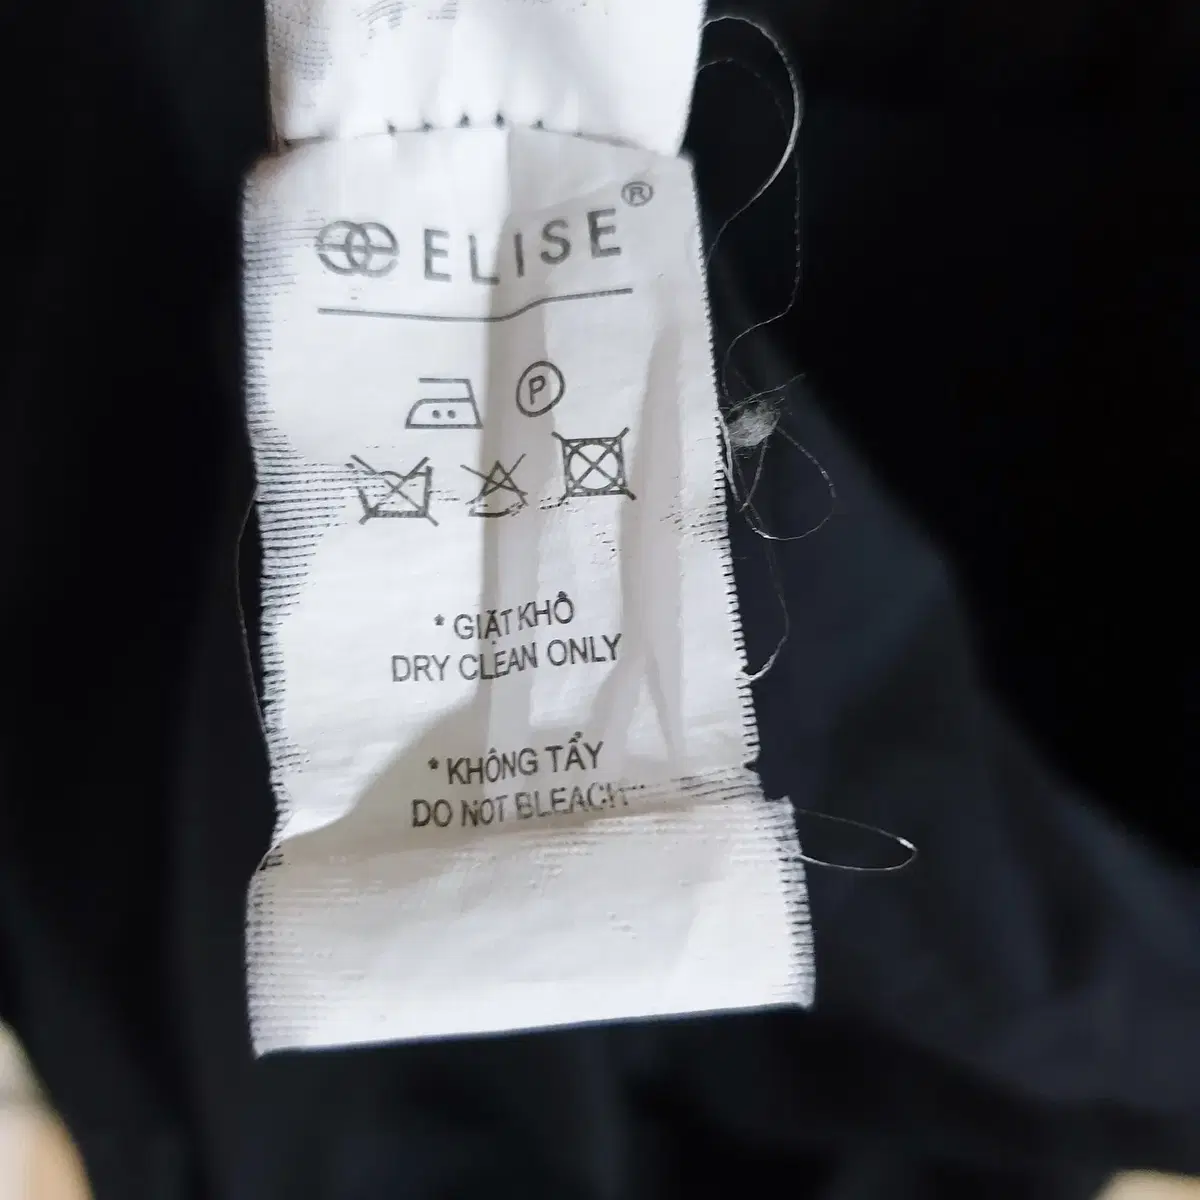 ELISE®
P
* GIẶT KHÔ
DRY CLEAN ONLY
* KHÔNG TẨY
DO NOT BLEACH